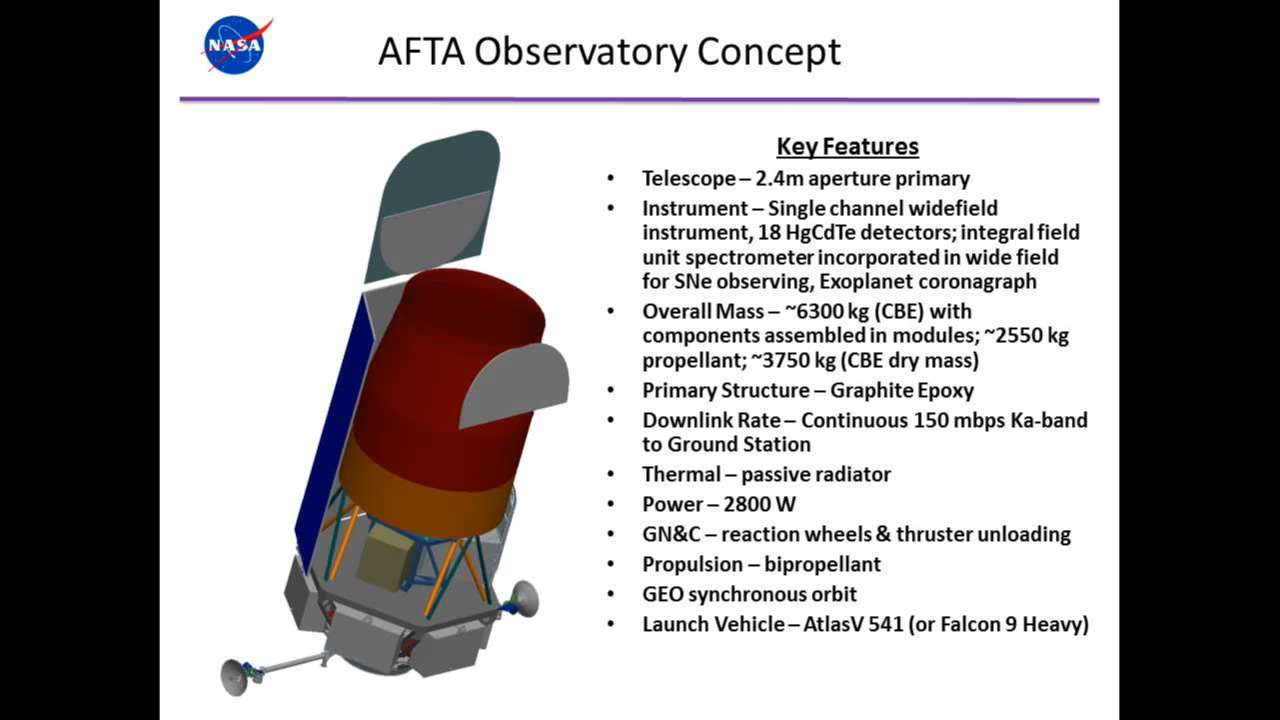 NASA
AFTA Observatory Concept
Key Features
• Telescope – 2.4m aperture primary
• Instrument – Single channel widefield
instrument, 18 HgCdTe detectors; integral field
unit spectrometer incorporated in wide field
for SNe observing, Exoplanet coronagraph
• Overall Mass – ~6300 kg (CBE) with
components assembled in modules; ~2550 kg
propellant; ~3750 kg (CBE dry mass)
• Primary Structure – Graphite Epoxy
• Downlink Rate – Continuous 150 mbps Ka-band
to Ground Station
• Thermal – passive radiator
• Power – 2800 W
• GN&C – reaction wheels & thruster unloading
• Propulsion – bipropellant
• GEO synchronous orbit
• Launch Vehicle – AtlasV 541 (or Falcon 9 Heavy)